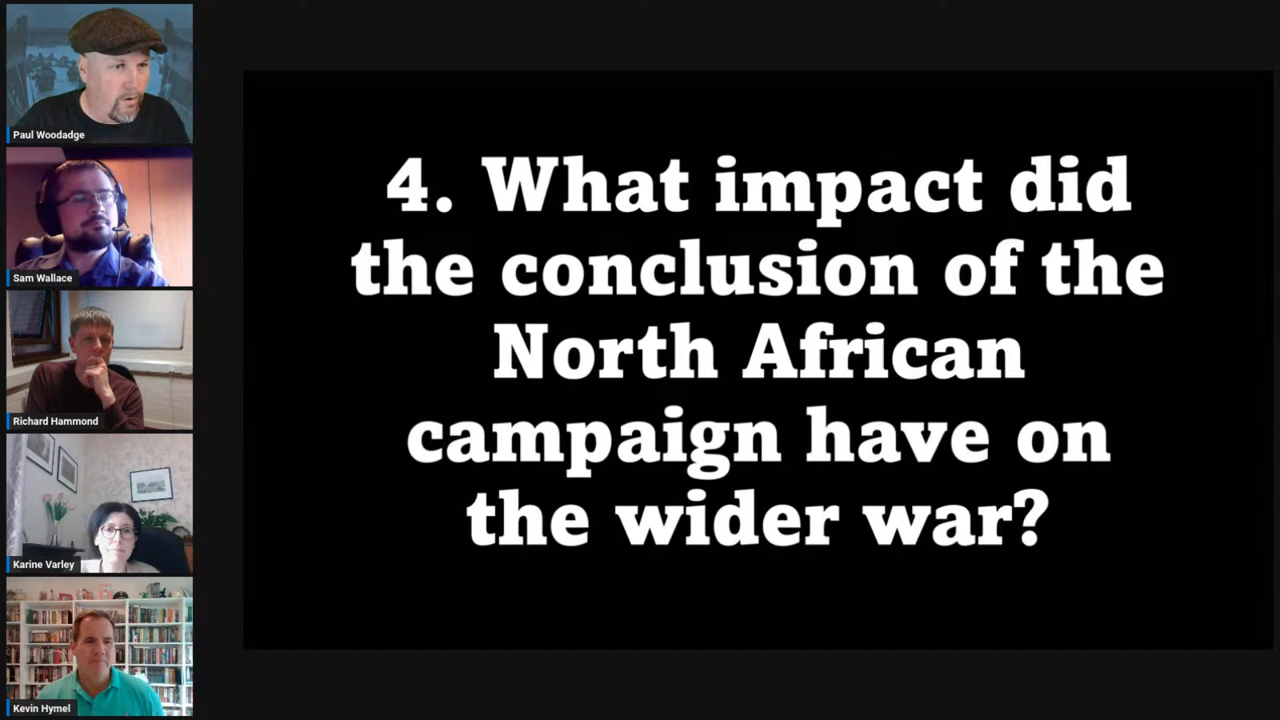 Paul Woodadge
Sam Wallace
Richard Hammond
Karine Varley
Kevin Hymel
4. What impact did
the conclusion of the
North African
campaign have on
the wider war?